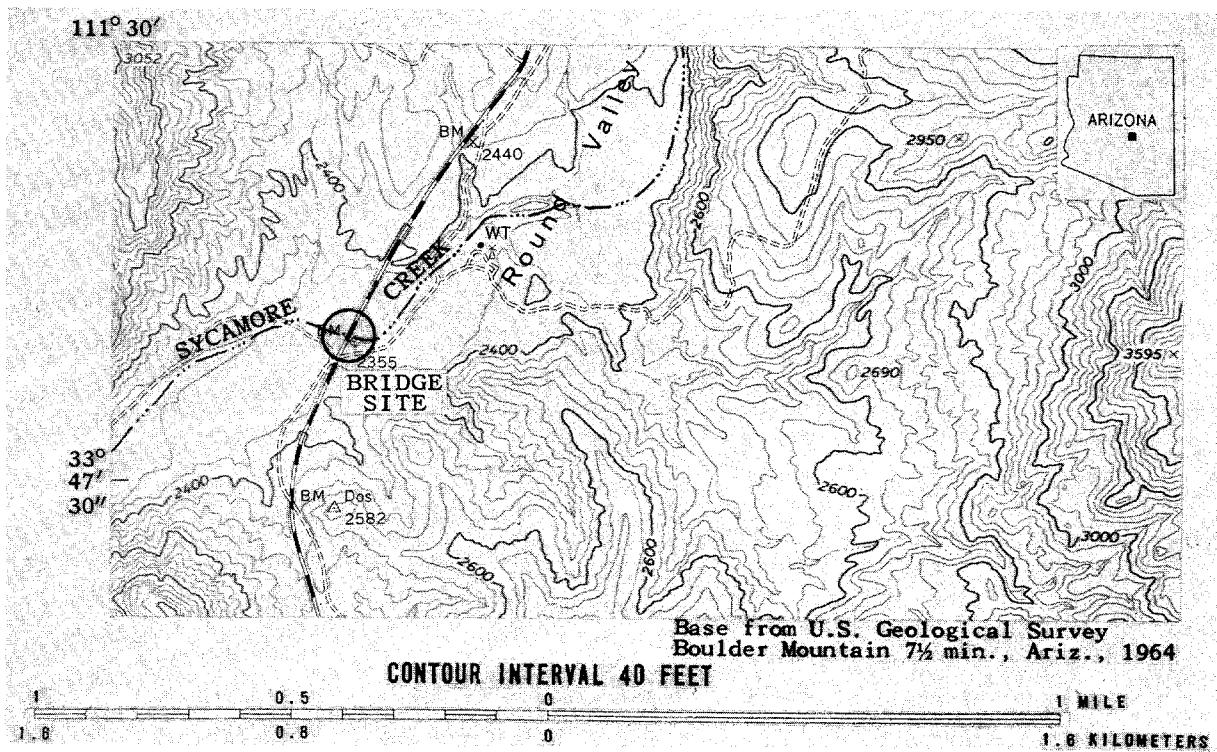 111° 30′
3052
BM
2440
2400
Valley
2950
ARIZONA
2600
WT
Round
CREEK
SYCAMORE
3000
M
2355
2400
3595
2690
BRIDGE
SITE
33°
47′
30″
2400
BM Dos
2582
2600
3000
2600
2600
Base from U.S. Geological Survey
Boulder Mountain 7½ min., Ariz., 1964
CONTOUR INTERVAL 40 FEET
1 0.5 0 1 MILE
1.6 0.8 0 1.6 KILOMETERS